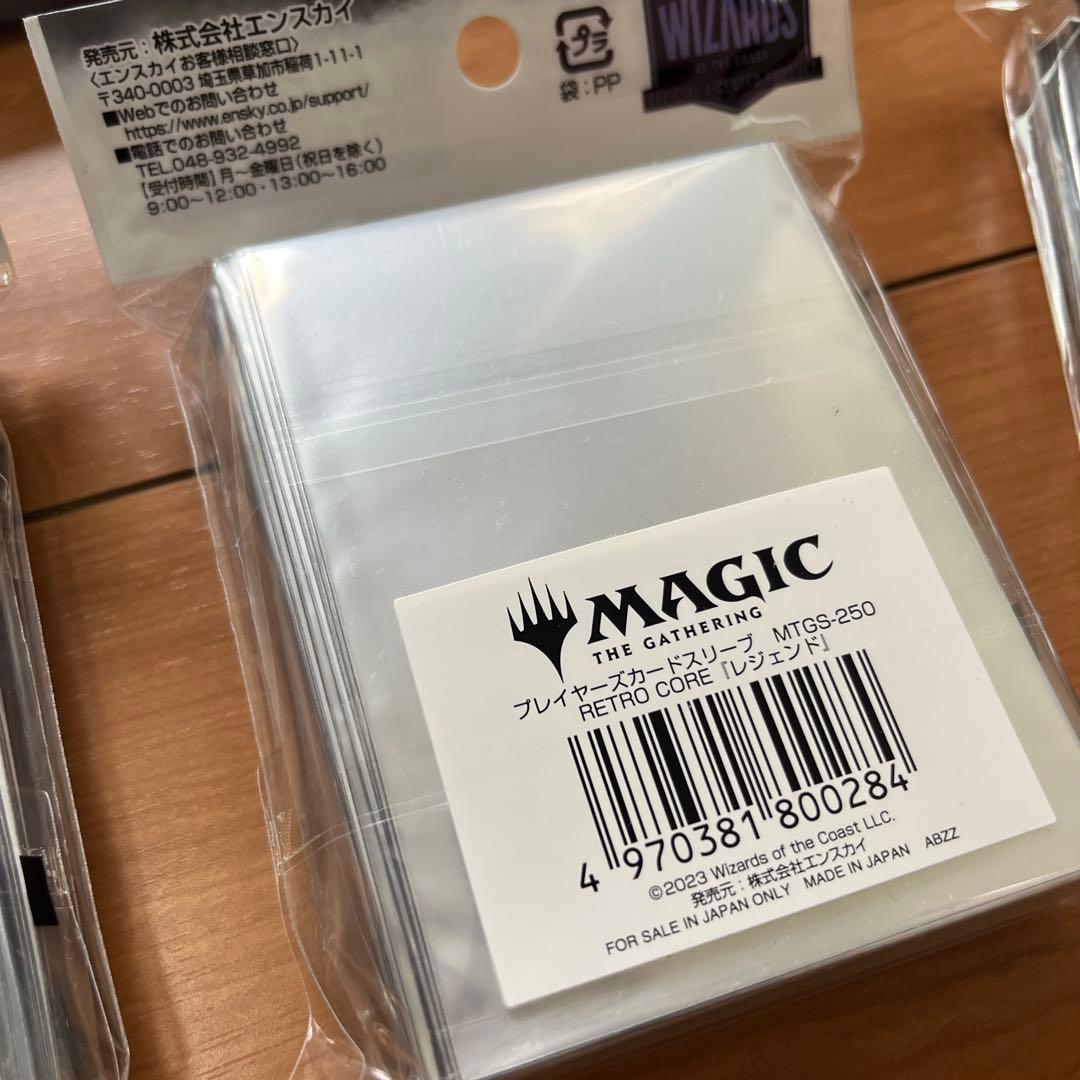 発売元：株式会社エンスカイ
〈エンスカイお客様相談窓口〉
〒340-0003 埼玉県草加市稲荷1-11-1
■Webでのお問い合わせ
https://www.ensky.co.jp/support/
■電話でのお問い合わせ
TEL.048-932-4992
【受付時間】月～金曜日(祝日を除く)
9:00～12:00・13:00～16:00
プラ
袋：PP
WIZARDS
OF THE COAST
OFFICIAL LICENSED PRODUCT
MAGIC
THE GATHERING
プレイヤーズカードスリーブ MTGS-250
RETRO CORE『レジェンド』
4 970381 800284
©2023 Wizards of the Coast LLC.
発売元：株式会社エンスカイ
FOR SALE IN JAPAN ONLY MADE IN JAPAN ABZZ